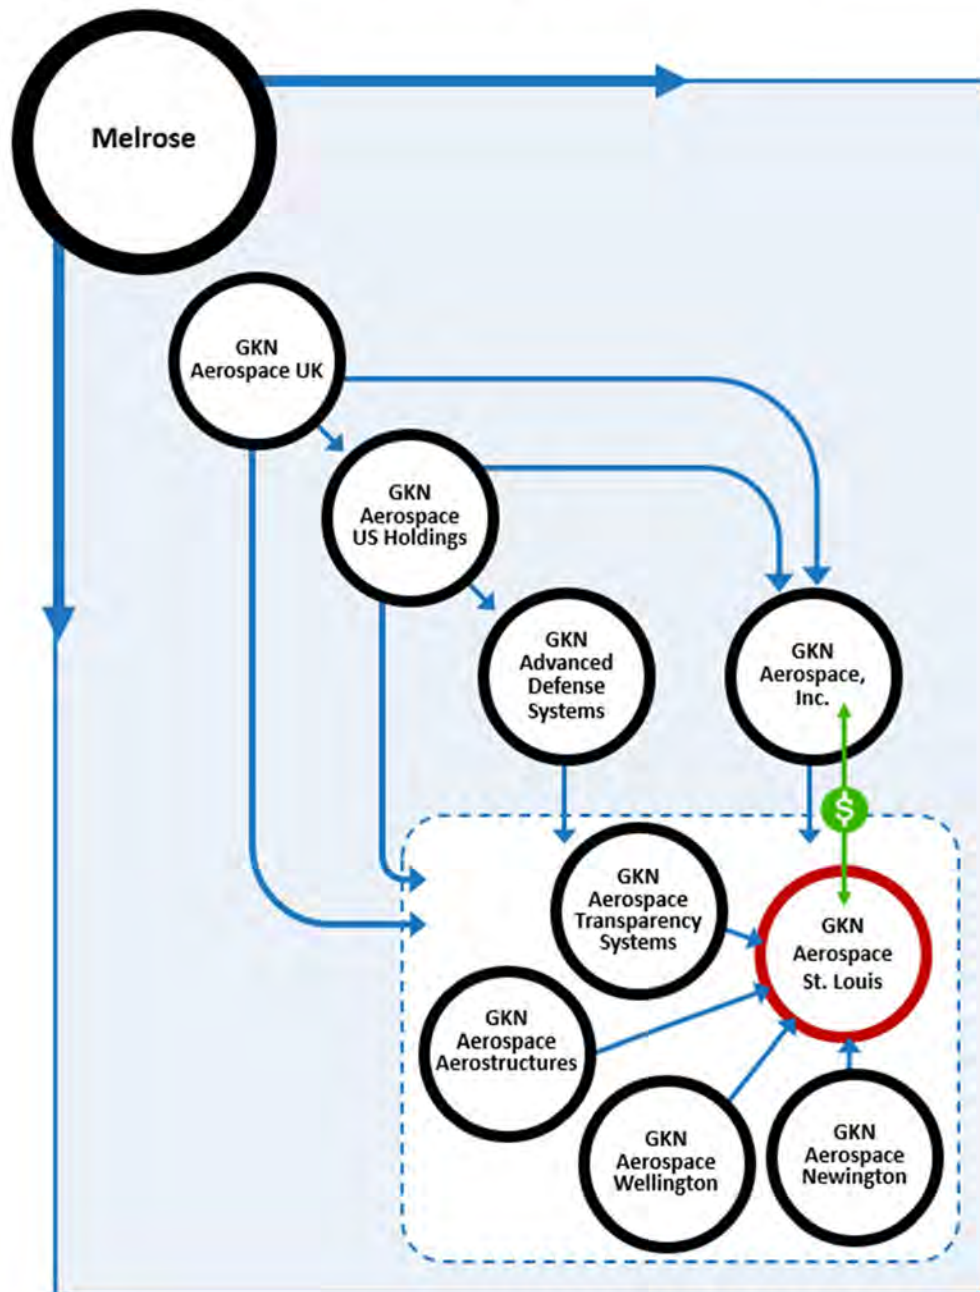 Melrose
GKN
Aerospace UK
GKN
Aerospace
US Holdings
GKN
Advanced
Defense
Systems
GKN
Aerospace,
Inc.
$
GKN
Aerospace
Transparency
Systems
GKN
Aerospace
St. Louis
GKN
Aerospace
Aerostructures
GKN
Aerospace
Wellington
GKN
Aerospace
Newington